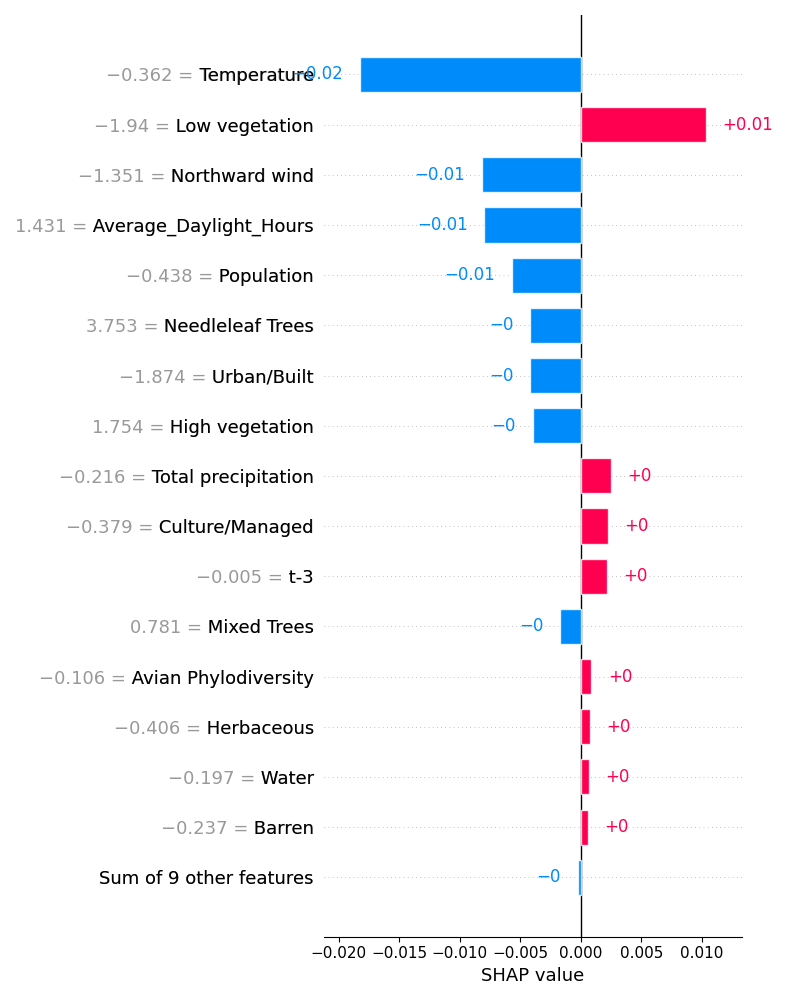 −0.362 = Temperature −0.02
−1.94 = Low vegetation +0.01
−1.351 = Northward wind −0.01
1.431 = Average_Daylight_Hours −0.01
−0.438 = Population −0.01
3.753 = Needleleaf Trees −0
−1.874 = Urban/Built −0
1.754 = High vegetation −0
−0.216 = Total precipitation +0
−0.379 = Culture/Managed +0
−0.005 = t-3 +0
0.781 = Mixed Trees −0
−0.106 = Avian Phylodiversity +0
−0.406 = Herbaceous +0
−0.197 = Water +0
−0.237 = Barren +0
Sum of 9 other features −0
−0.020 −0.015 −0.010 −0.005 0.000 0.005 0.010
SHAP value